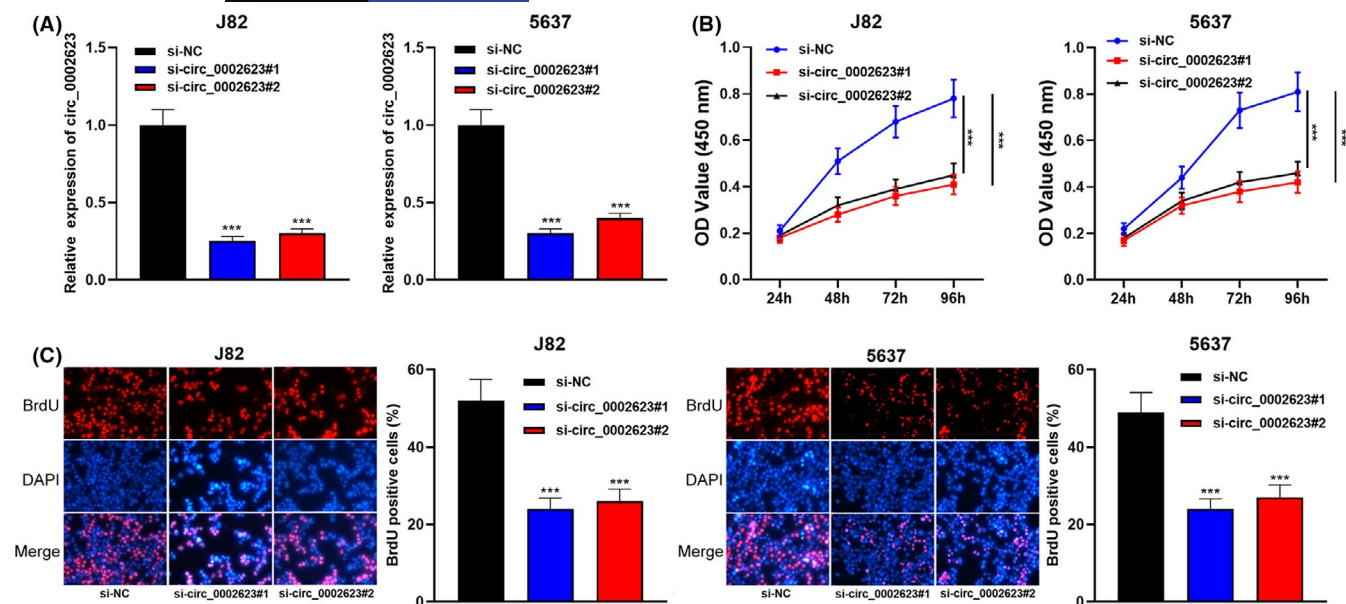 (A)
J82
Relative expression of circ_0002623
1.5
1.0
0.5
0.0
si-NC
si-circ_0002623#1
si-circ_0002623#2
***
***
5637
Relative expression of circ_0002623
1.5
1.0
0.5
0.0
si-NC
si-circ_0002623#1
si-circ_0002623#2
***
***
(B)
J82
OD Value (450 nm)
1.0
0.8
0.6
0.4
0.2
0.0
si-NC
si-circ_0002623#1
si-circ_0002623#2
***
***
24h 48h 72h 96h
5637
OD Value (450 nm)
1.0
0.8
0.6
0.4
0.2
0.0
si-NC
si-circ_0002623#1
si-circ_0002623#2
***
***
24h 48h 72h 96h
(C)
J82
BrdU
DAPI
Merge
si-NC si-circ_0002623#1 si-circ_0002623#2
J82
BrdU positive cells (%)
60
40
20
0
si-NC
si-circ_0002623#1
si-circ_0002623#2
***
***
5637
BrdU
DAPI
Merge
si-NC si-circ_0002623#1 si-circ_0002623#2
5637
BrdU positive cells (%)
60
40
20
0
si-NC
si-circ_0002623#1
si-circ_0002623#2
***
***